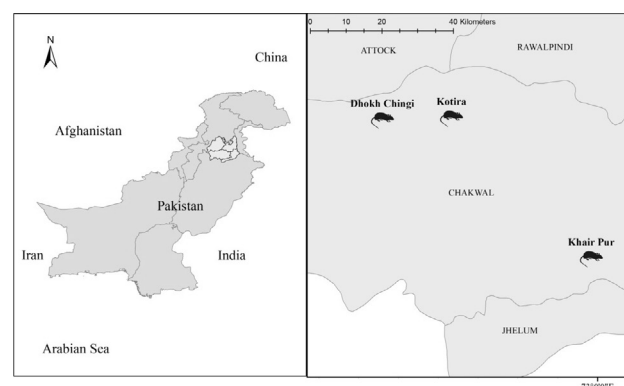 N
China
Afghanistan
Pakistan
Iran
India
Arabian Sea
0 10 20 40 Kilometers
ATTOCK
RAWALPINDI
Dhokh Chingi
Kotira
CHAKWAL
Khair Pur
JHELUM